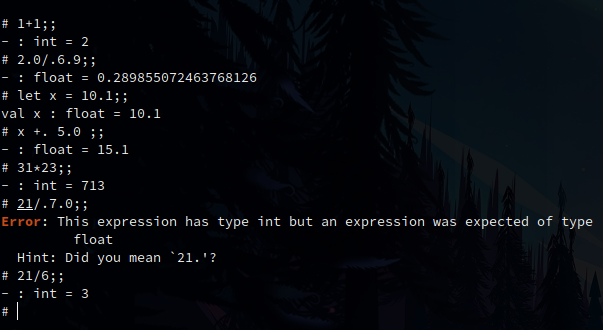 # 1+1;;
- : int = 2
# 2.0/.6.9;;
- : float = 0.289855072463768126
# let x = 10.1;;
val x : float = 10.1
# x +. 5.0 ;;
- : float = 15.1
# 31*23;;
- : int = 713
# 21/.7.0;;
Error: This expression has type int but an expression was expected of type
         float
  Hint: Did you mean `21.'?
# 21/6;;
- : int = 3
#